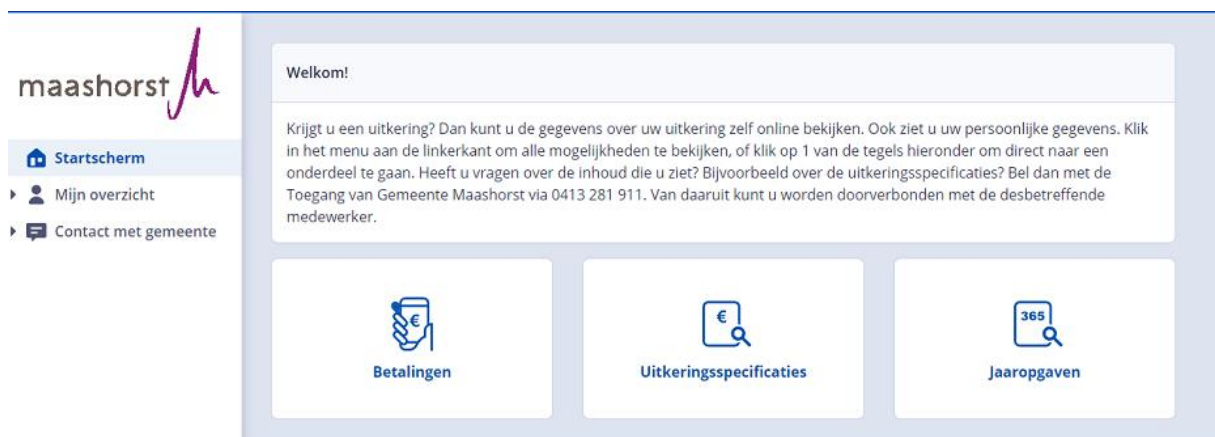 maashorst
Startscherm
Mijn overzicht
Contact met gemeente
Welkom!
Krijgt u een uitkering? Dan kunt u de gegevens over uw uitkering zelf online bekijken. Ook ziet u uw persoonlijke gegevens. Klik
in het menu aan de linkerkant om alle mogelijkheden te bekijken, of klik op 1 van de tegels hieronder om direct naar een
onderdeel te gaan. Heeft u vragen over de inhoud die u ziet? Bijvoorbeeld over de uitkeringsspecificaties? Bel dan met de
Toegang van Gemeente Maashorst via 0413 281 911. Van daaruit kunt u worden doorverbonden met de desbetreffende
medewerker.
€
Betalingen
€
Uitkeringsspecificaties
365
Jaaropgaven